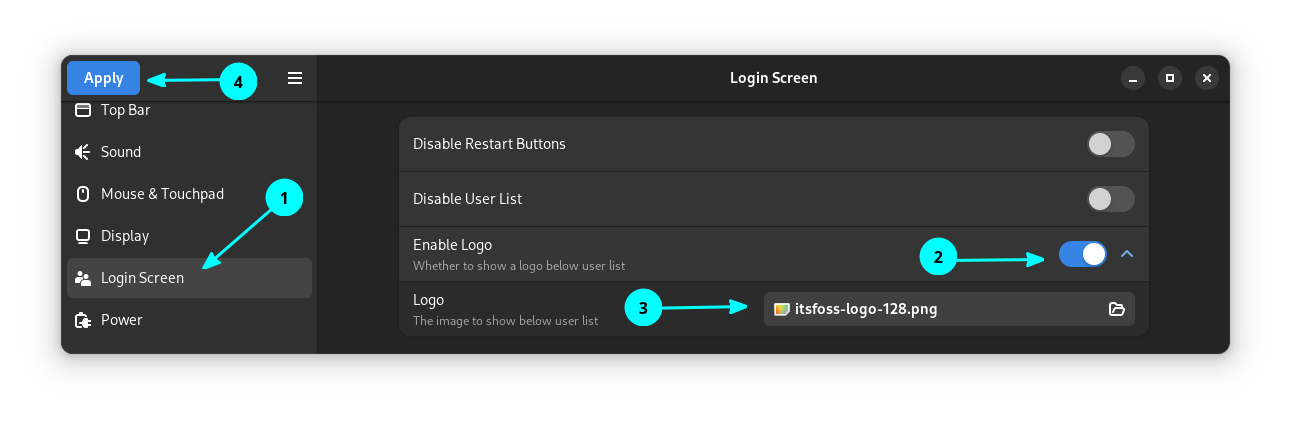 Apply
4
Login Screen
Top Bar
Sound
Mouse & Touchpad
1
Display
Login Screen
Power
Disable Restart Buttons
Disable User List
Enable Logo
Whether to show a logo below user list
2
Logo
The image to show below user list
3
itsfoss-logo-128.png